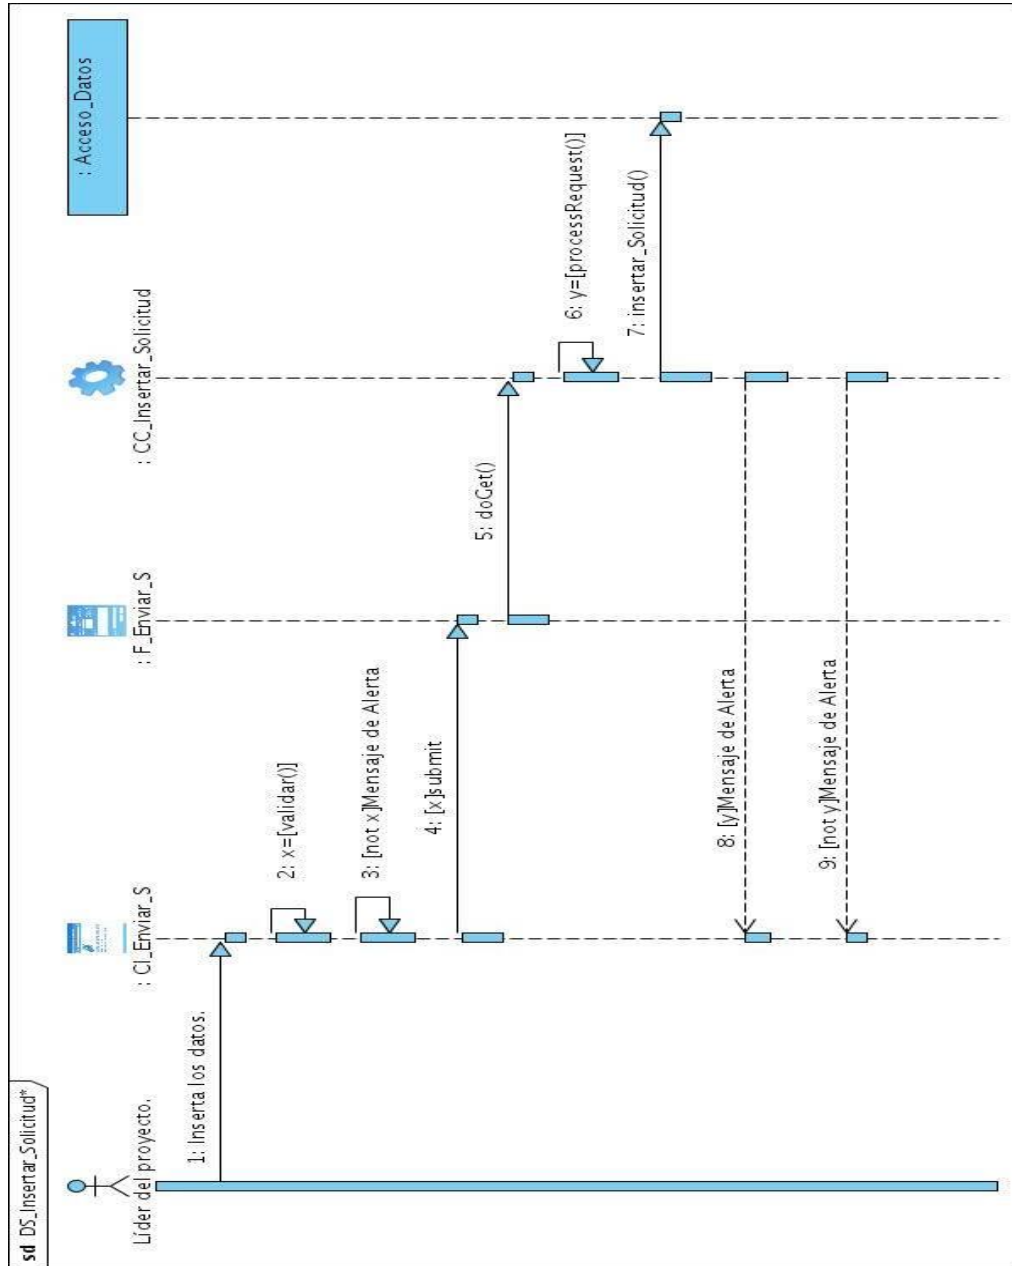 sd DS_Insertar_Solicitud*
Líder del proyecto.
: CI_Enviar_S
: F_Enviar_S
: CC_Insertar_Solicitud
: Acceso_Datos
1: Inserta los datos.
2: x=[validar()]
3: [not x]Mensaje de Alerta
4: [x]submit
5: doGet()
6: y=[processRequest()]
7: insertar_Solicitud()
8: [y]Mensaje de Alerta
9: [not y]Mensaje de Alerta